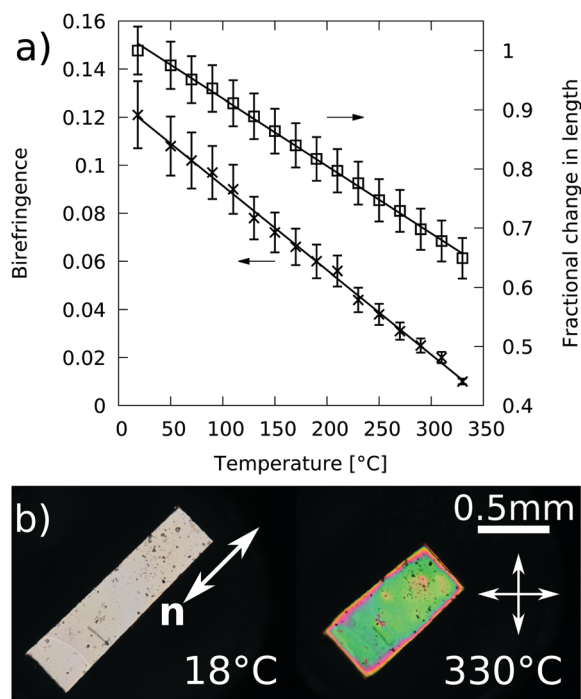 a)
Birefringence
0.16
0.14
0.12
0.1
0.08
0.06
0.04
0.02
0
1
0.9
0.8
0.7
0.6
0.5
0.4
Fractional change in length
0 50 100 150 200 250 300 350
Temperature [°C]
b)
n
18°C
0.5mm
330°C